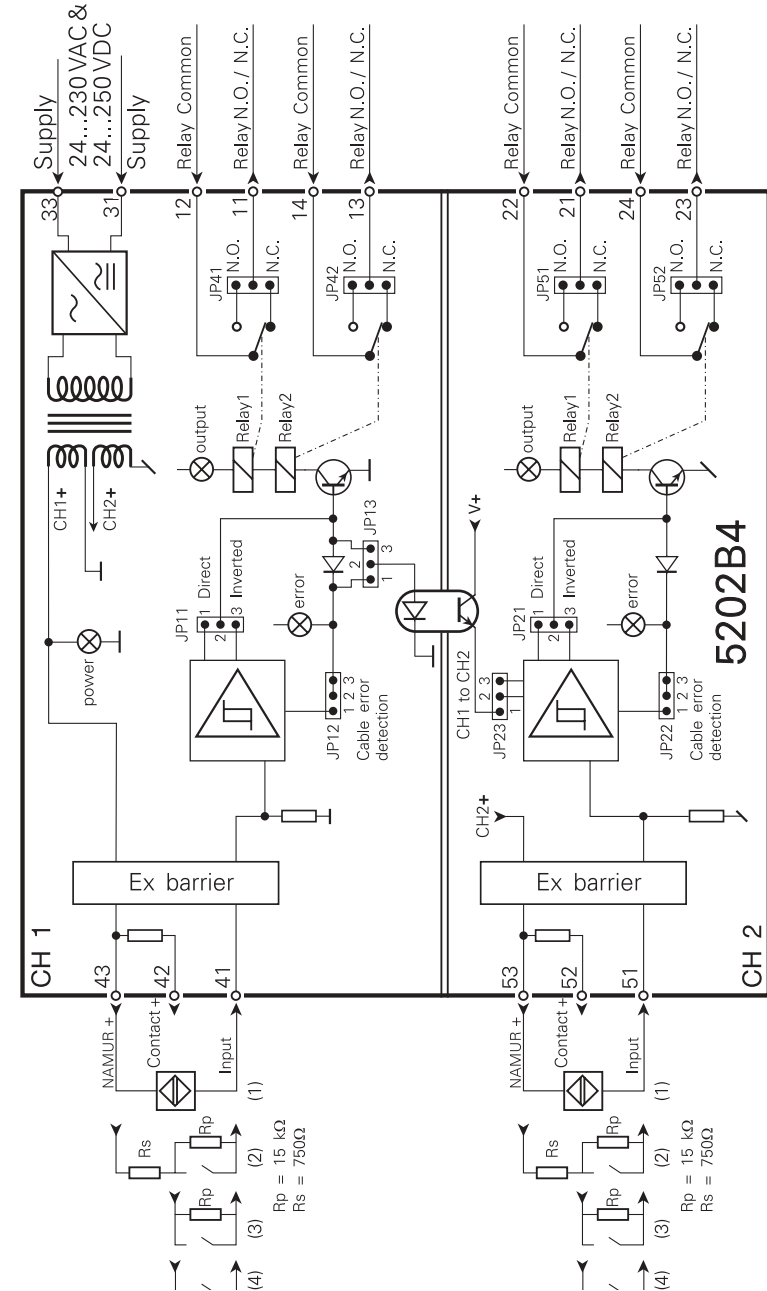 33
Supply
24...230 VAC &
24...250 VDC
31
Supply
12
Relay Common
11
Relay N.O. / N.C.
14
Relay Common
13
Relay N.O. / N.C.
22
Relay Common
21
Relay N.O. / N.C.
24
Relay Common
23
Relay N.O. / N.C.
JP41
N.O.
N.C.
JP42
N.O.
N.C.
JP51
N.O.
N.C.
JP52
N.O.
N.C.
CH1+
CH2+
output
Relay1
Relay2
output
Relay1
Relay2
power
JP11
1
2
3
Direct
Inverted
error
JP12
1 2 3
Cable error
detection
JP13
1
2
3
V+
CH1 to CH2
JP23
1
2
3
JP21
1
2
3
Direct
Inverted
error
JP22
1 2 3
Cable error
detection
5202B4
CH2+
Ex barrier
Ex barrier
CH 1
43
42
41
53
52
51
CH 2
NAMUR +
Contact +
Input
(1)
Rs
Rp
(2)
Rp = 15 kΩ
Rs = 750Ω
Rp
(3)
(4)
NAMUR +
Contact +
Input
(1)
Rs
Rp
(2)
Rp = 15 kΩ
Rs = 750Ω
Rp
(3)
(4)